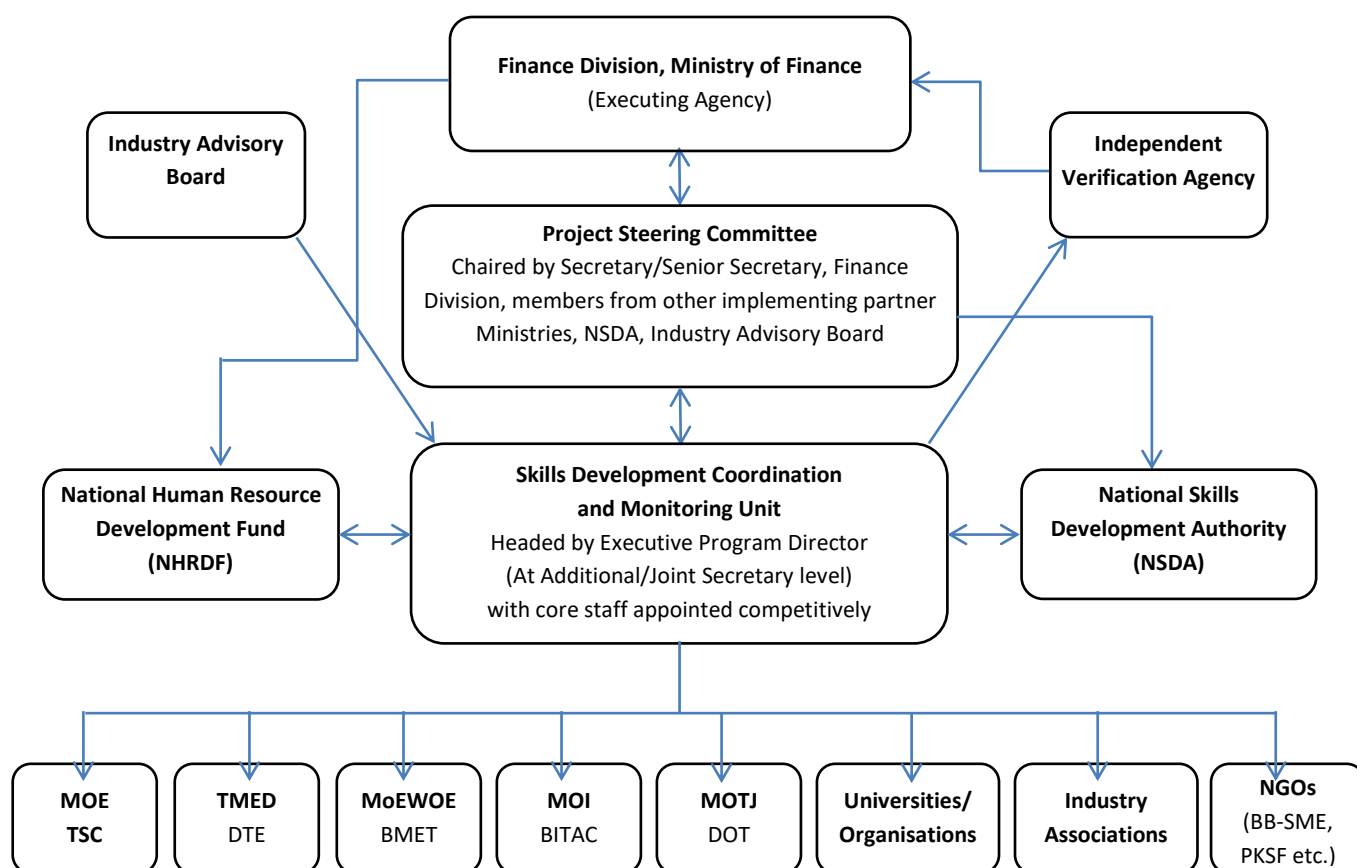 Finance Division, Ministry of Finance
(Executing Agency)
Industry Advisory
Board
Independent
Verification Agency
Project Steering Committee
Chaired by Secretary/Senior Secretary, Finance
Division, members from other implementing partner
Ministries, NSDA, Industry Advisory Board
National Human Resource
Development Fund
(NHRDF)
Skills Development Coordination
and Monitoring Unit
Headed by Executive Program Director
(At Additional/Joint Secretary level)
with core staff appointed competitively
National Skills
Development Authority
(NSDA)
MOE
TSC
TMED
DTE
MoEWOE
BMET
MOI
BITAC
MOTJ
DOT
Universities/
Organisations
Industry
Associations
NGOs
(BB-SME,
PKSF etc.)